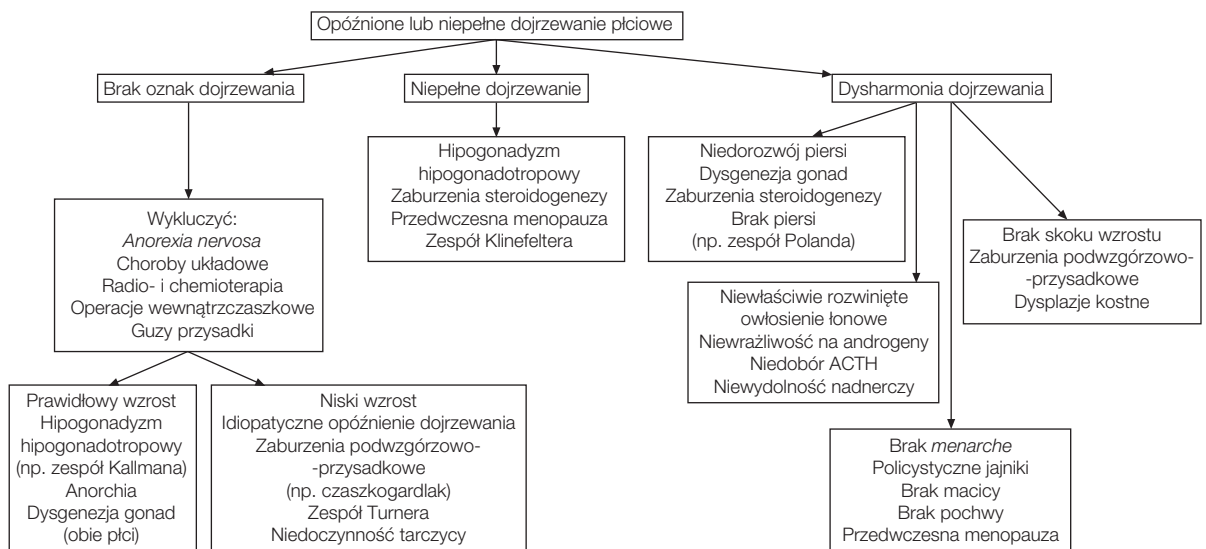 Opóźnione lub niepełne dojrzewanie płciowe
Brak oznak dojrzewania
Niepełne dojrzewanie
Dysharmonia dojrzewania
Wykluczyć:
Anorexia nervosa
Choroby układowe
Radio- i chemioterapia
Operacje wewnątrzczaszkowe
Guzy przysadki
Prawidłowy wzrost
Hipogonadyzm
hipogonadotropowy
(np. zespół Kallmana)
Anorchia
Dysgenezja gonad
(obie płci)
Niski wzrost
Idiopatyczne opóźnienie dojrzewania
Zaburzenia podwzgórzowo-
-przysadkowe
(np. czaszkogardlak)
Zespół Turnera
Niedoczynność tarczycy
Hipogonadyzm
hipogonadotropowy
Zaburzenia steroidogenezy
Przedwczesna menopauza
Zespół Klinefeltera
Niedorozwój piersi
Dysgenezja gonad
Zaburzenia steroidogenezy
Brak piersi
(np. zespół Polanda)
Niewłaściwie rozwinięte
owłosienie łonowe
Niewrażliwość na androgeny
Niedobór ACTH
Niewydolność nadnerczy
Brak menarche
Policystyczne jajniki
Brak macicy
Brak pochwy
Przedwczesna menopauza
Brak skoku wzrostu
Zaburzenia podwzgórzowo-
-przysadkowe
Dysplazje kostne